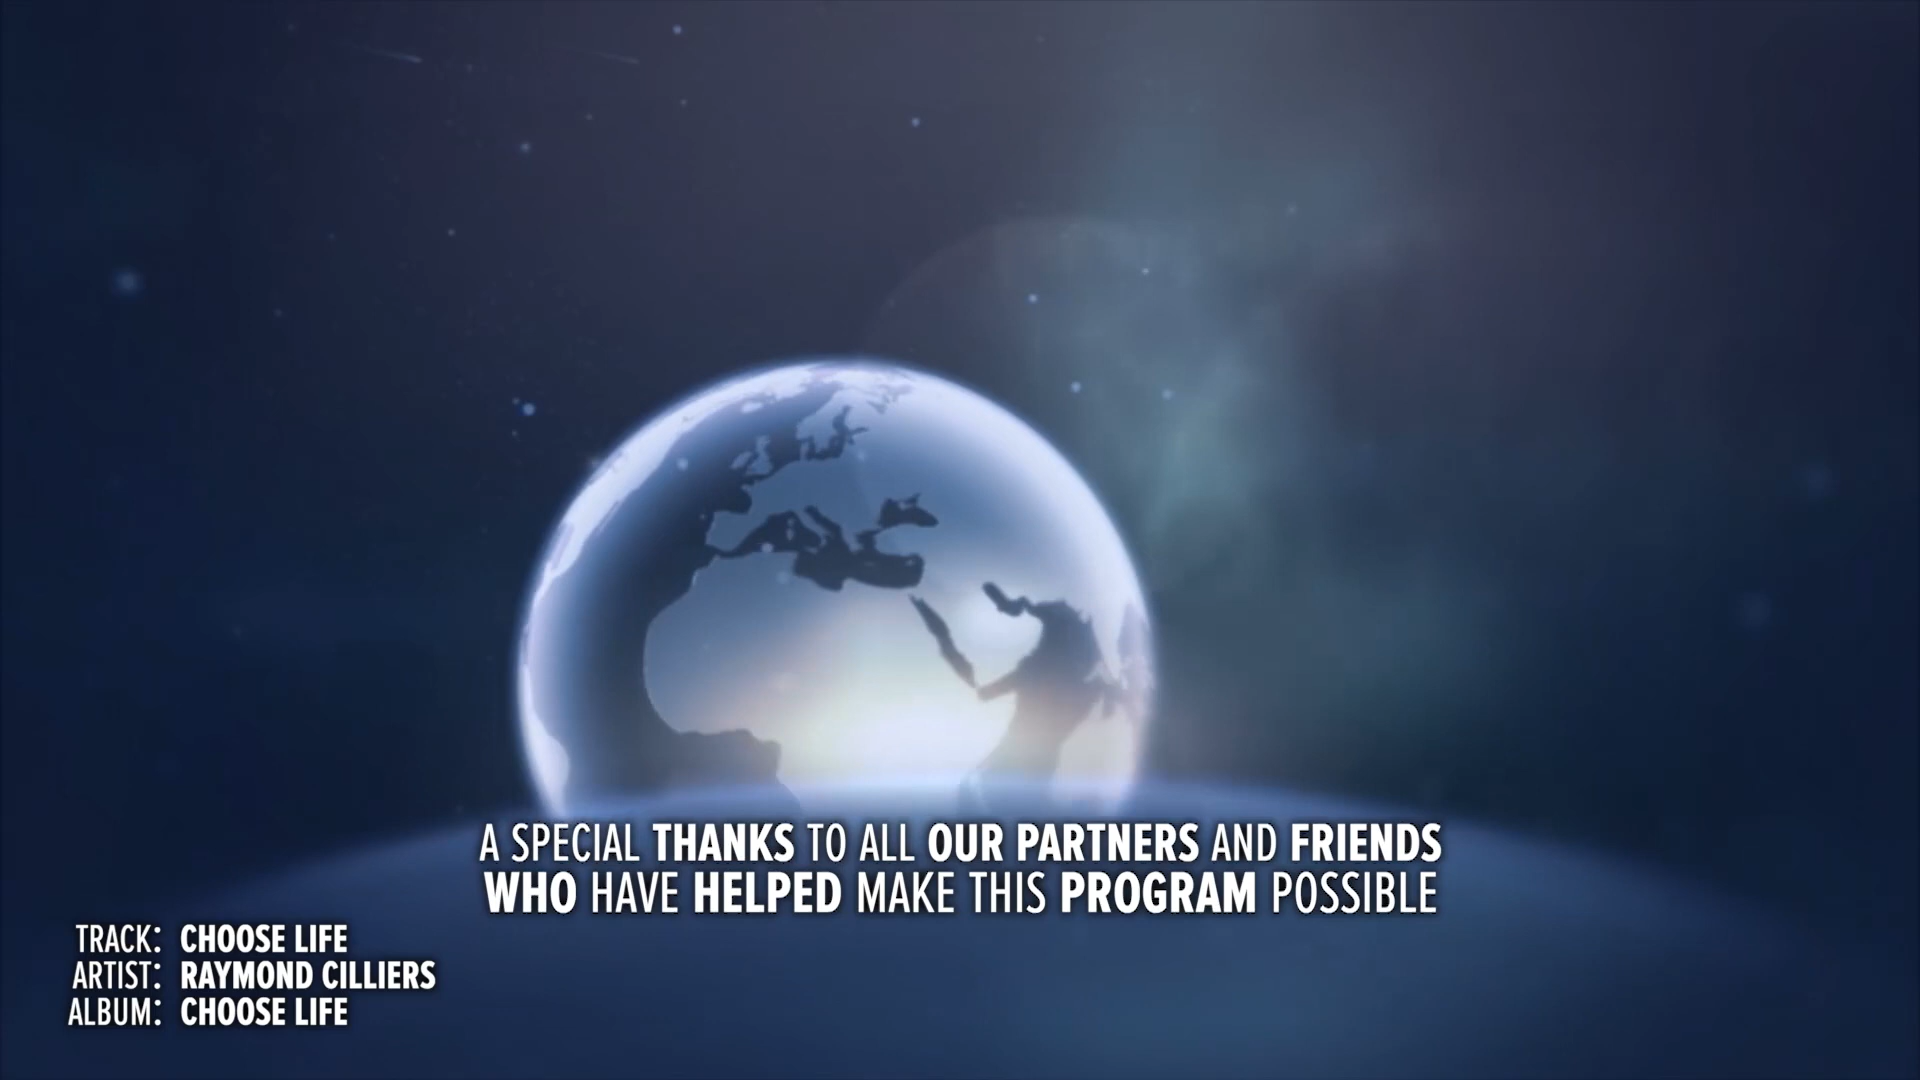 A SPECIAL THANKS TO ALL OUR PARTNERS AND FRIENDS
WHO HAVE HELPED MAKE THIS PROGRAM POSSIBLE
TRACK: CHOOSE LIFE
ARTIST: RAYMOND CILLIERS
ALBUM: CHOOSE LIFE